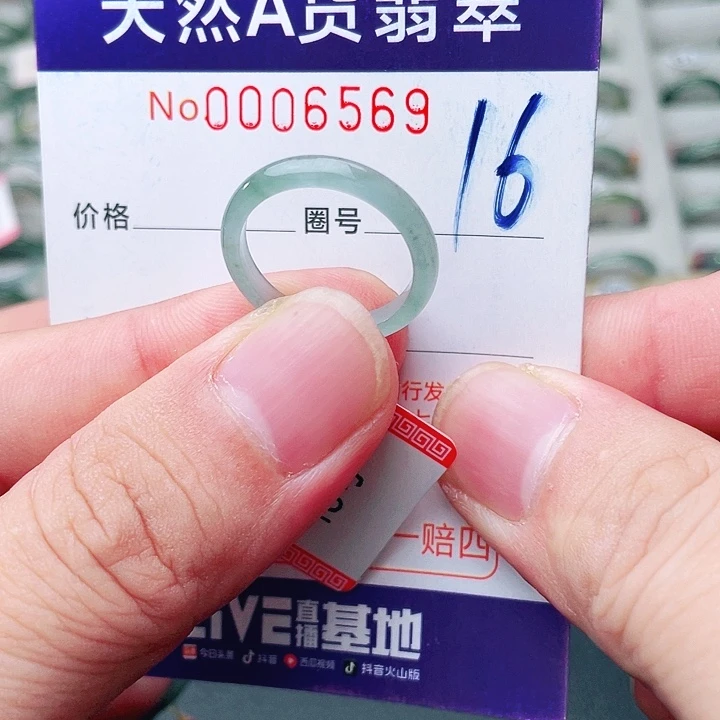 天然A货翡翠
No.0006569
16
价格 圈号
行发
一赔四
LIVE直播基地
今日头条 抖音 西瓜视频 抖音火山版